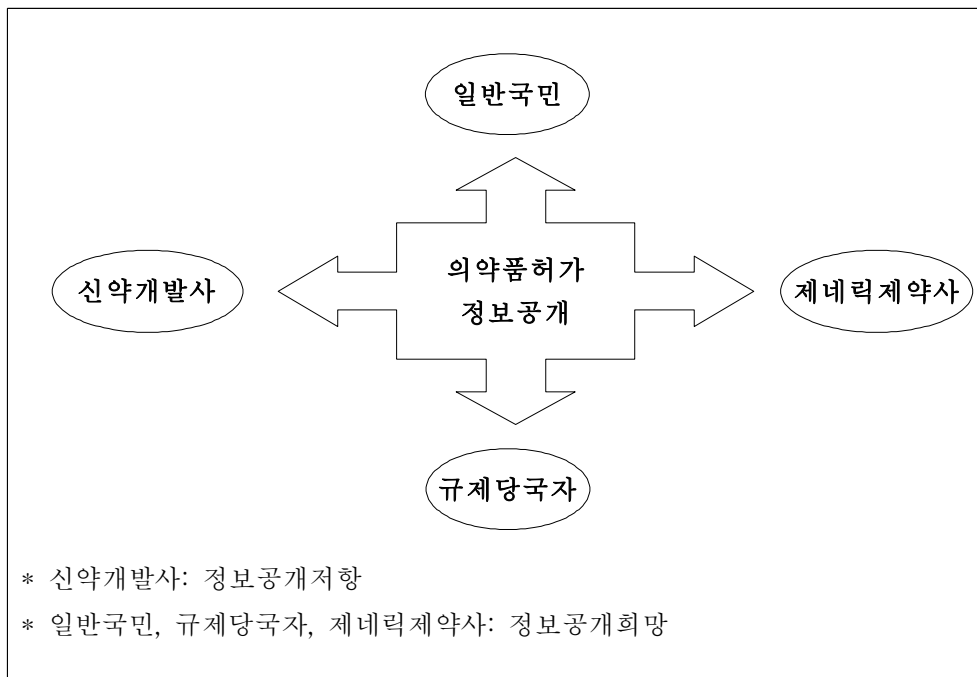 일반국민
신약개발사
의약품허가
정보공개
제네릭제약사
규제당국자
* 신약개발사: 정보공개저항
* 일반국민, 규제당국자, 제네릭제약사: 정보공개희망